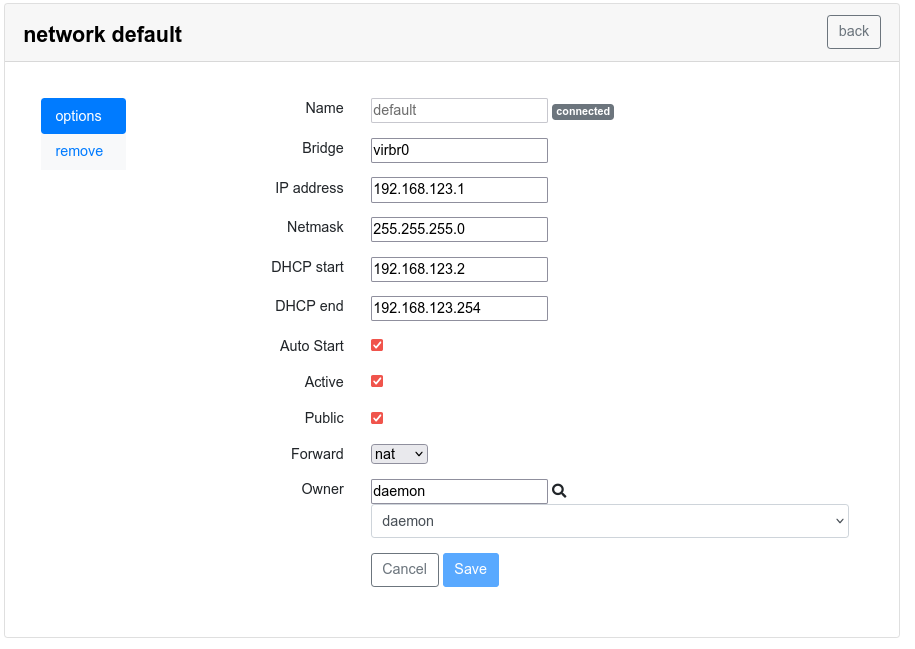 network default
back
options
remove
Name default connected
Bridge virbr0
IP address 192.168.123.1
Netmask 255.255.255.0
DHCP start 192.168.123.2
DHCP end 192.168.123.254
Auto Start
Active
Public
Forward nat
Owner daemon
daemon
Cancel Save